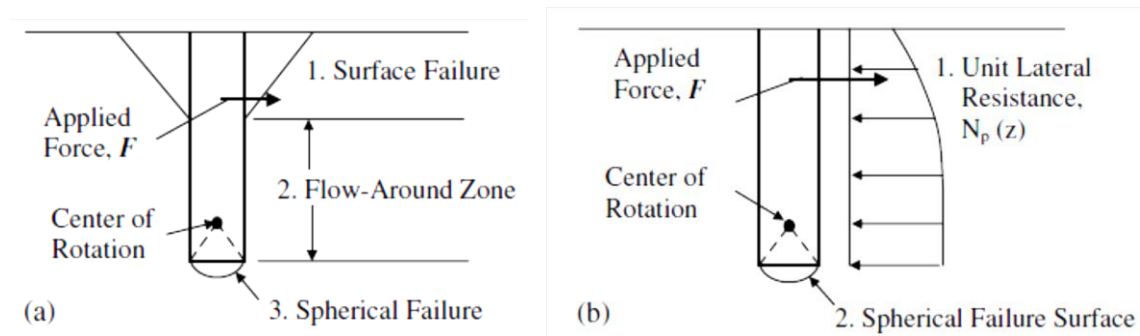 1. Surface Failure
Applied
Force, F
2. Flow-Around Zone
Center of
Rotation
3. Spherical Failure
(a)
Applied
Force, F
1. Unit Lateral
Resistance,
Nₚ (z)
Center of
Rotation
2. Spherical Failure Surface
(b)